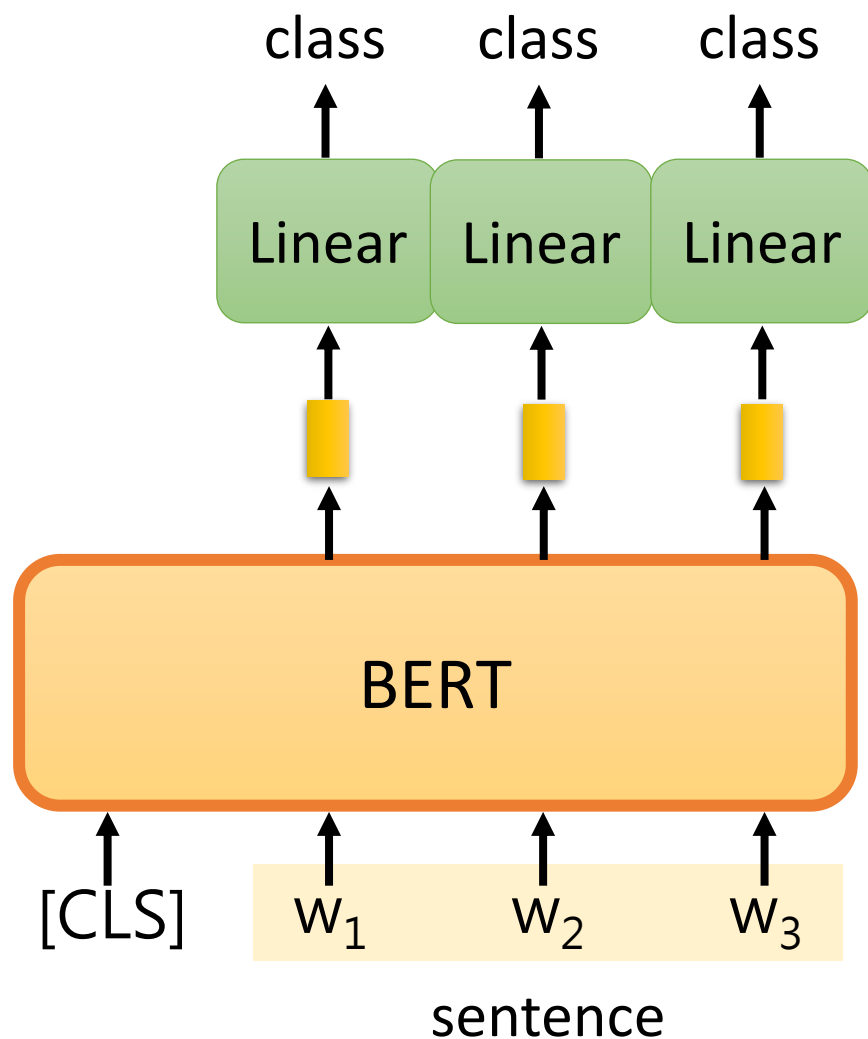 class class class
Linear Linear Linear
BERT
[CLS] w₁ w₂ w₃
sentence